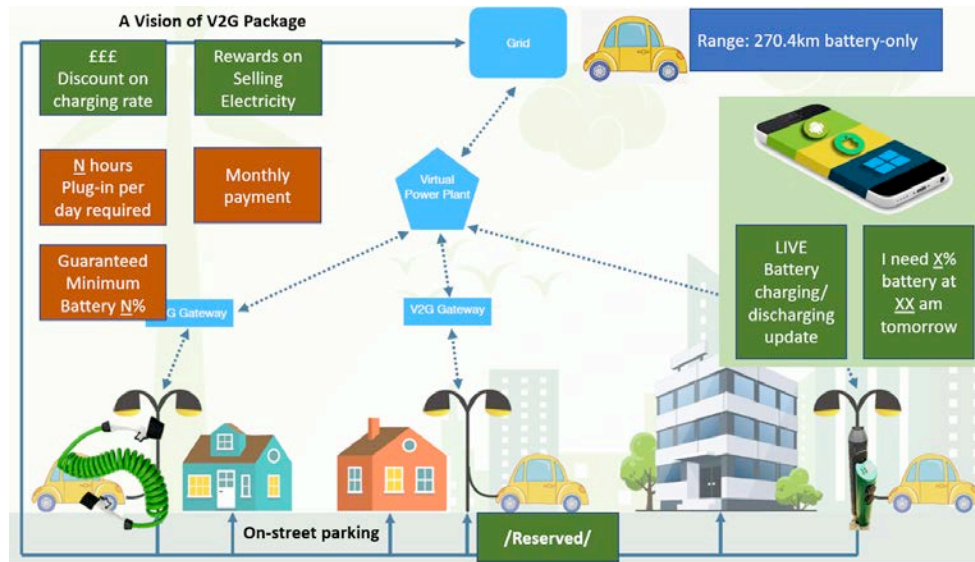 A Vision of V2G Package
Grid
Range: 270.4km battery-only
£££
Discount on
charging rate
Rewards on
Selling
Electricity
N hours
Plug-in per
day required
Monthly
payment
Virtual
Power Plant
Guaranteed
Minimum
Battery N%
LIVE
Battery
charging/
discharging
update
I need X%
battery at
XX am
tomorrow
G Gateway
V2G Gateway
On-street parking
/Reserved/